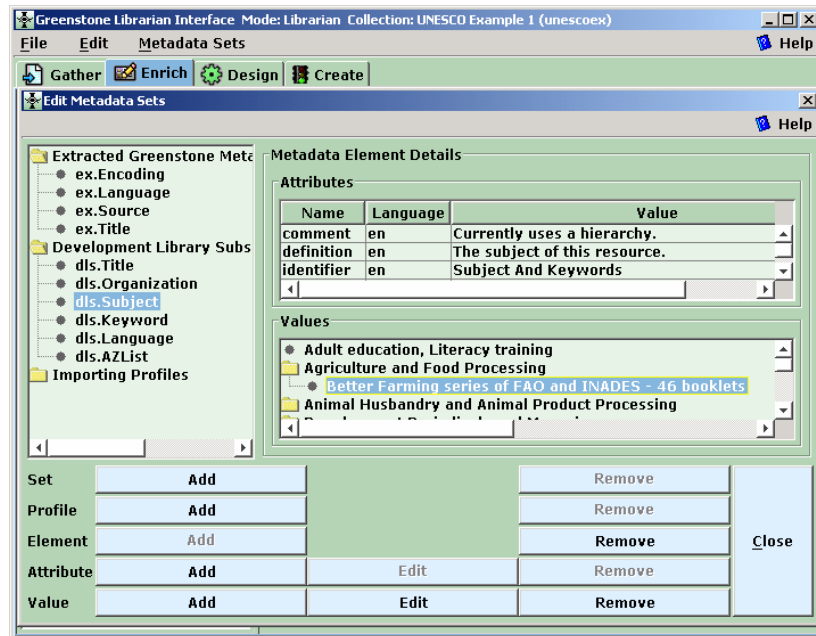 Greenstone Librarian Interface Mode: Librarian Collection: UNESCO Example 1 (unescoex)
File Edit Metadata Sets Help
Gather Enrich Design Create
Edit Metadata Sets
Help
Extracted Greenstone Meta
ex.Encoding
ex.Language
ex.Source
ex.Title
Development Library Subs
dls.Title
dls.Organization
dls.Subject
dls.Keyword
dls.Language
dls.AZList
Importing Profiles
Metadata Element Details
Attributes
Name Language Value
comment en Currently uses a hierarchy.
definition en The subject of this resource.
identifier en Subject And Keywords
Values
Adult education, Literacy training
Agriculture and Food Processing
Better Farming series of FAO and INADES - 46 booklets
Animal Husbandry and Animal Product Processing
Set Add Remove
Profile Add Remove
Element Add Remove
Attribute Add Edit Remove
Value Add Edit Remove
Close